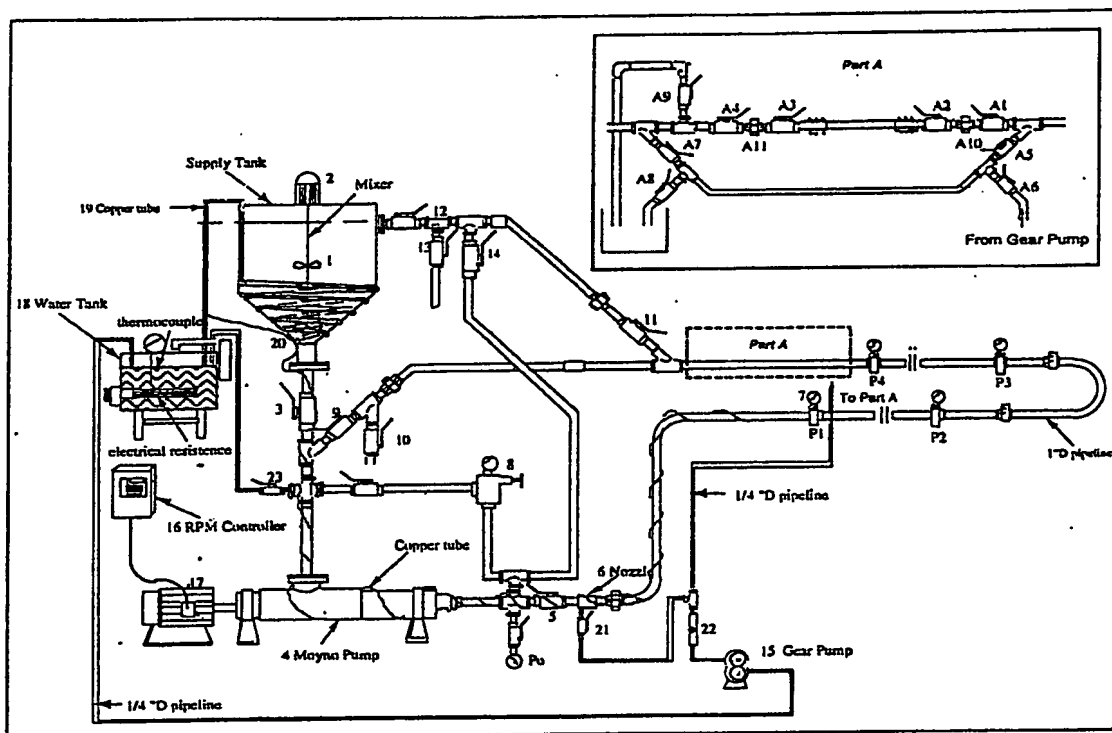 Part A
A9
A4
A3
A2
A1
A11
A10
A7
A5
A8
A6
From Gear Pump
Supply Tank
2
Mixer
19 Copper tube
12
13
14
1
18 Water Tank
thermocouple
11
20
Part A
P4
P3
3
9
10
7
To Part A
P1
P2
electrical resistence
1"D pipeline
8
23
1/4 "D pipeline
16 RPM Controller
Copper tube
6 Nozzle
17
5
21
22
4 Moyno Pump
15 Gear Pump
1/4 "D pipeline